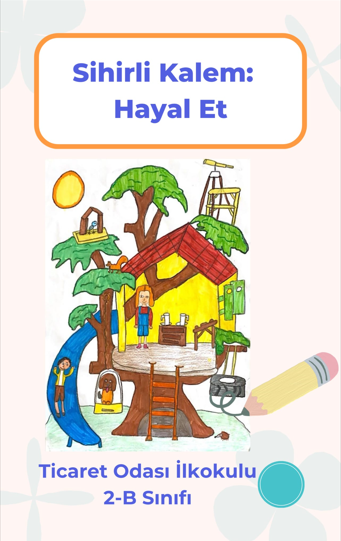 Sihirli Kalem:
Hayal Et
Ticaret Odası İlkokulu
2-B Sınıfı